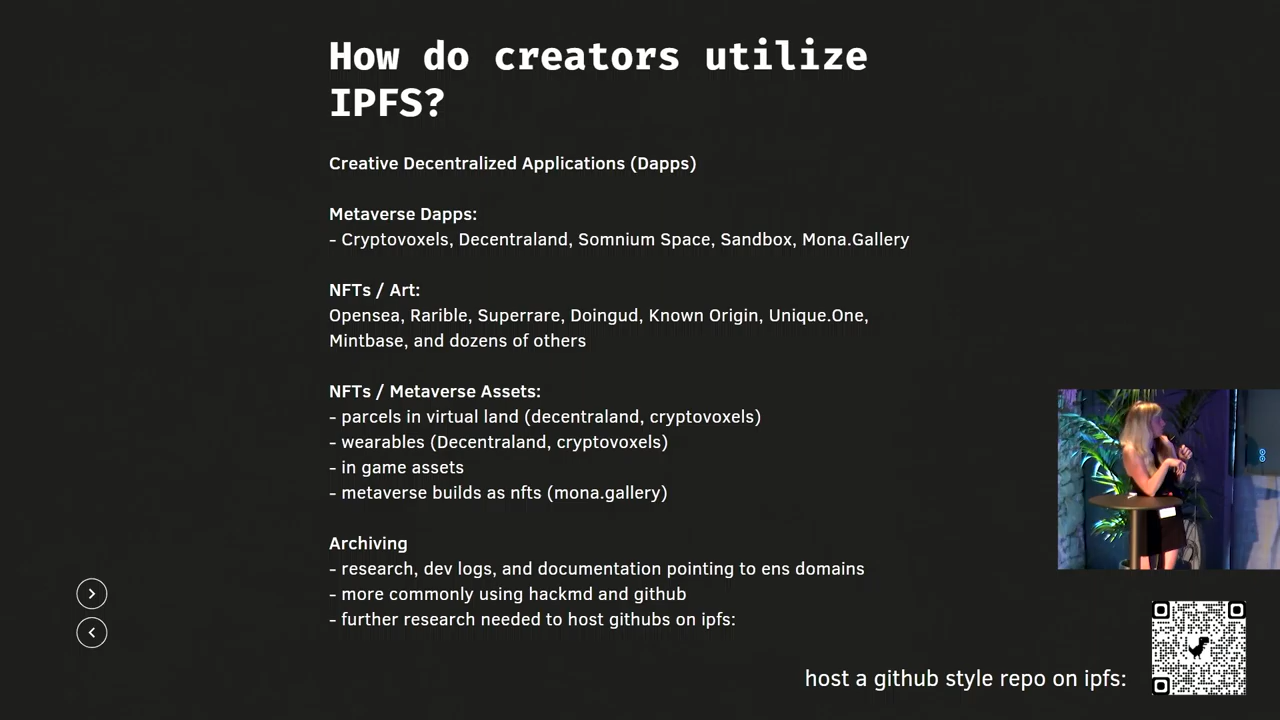 How do creators utilize
IPFS?
Creative Decentralized Applications (Dapps)
Metaverse Dapps:
- Cryptovoxels, Decentraland, Somnium Space, Sandbox, Mona.Gallery
NFTs / Art:
Opensea, Rarible, Superrare, Doingud, Known Origin, Unique.One,
Mintbase, and dozens of others
NFTs / Metaverse Assets:
- parcels in virtual land (decentraland, cryptovoxels)
- wearables (Decentraland, cryptovoxels)
- in game assets
- metaverse builds as nfts (mona.gallery)
Archiving
- research, dev logs, and documentation pointing to ens domains
- more commonly using hackmd and github
- further research needed to host githubs on ipfs:
host a github style repo on ipfs: